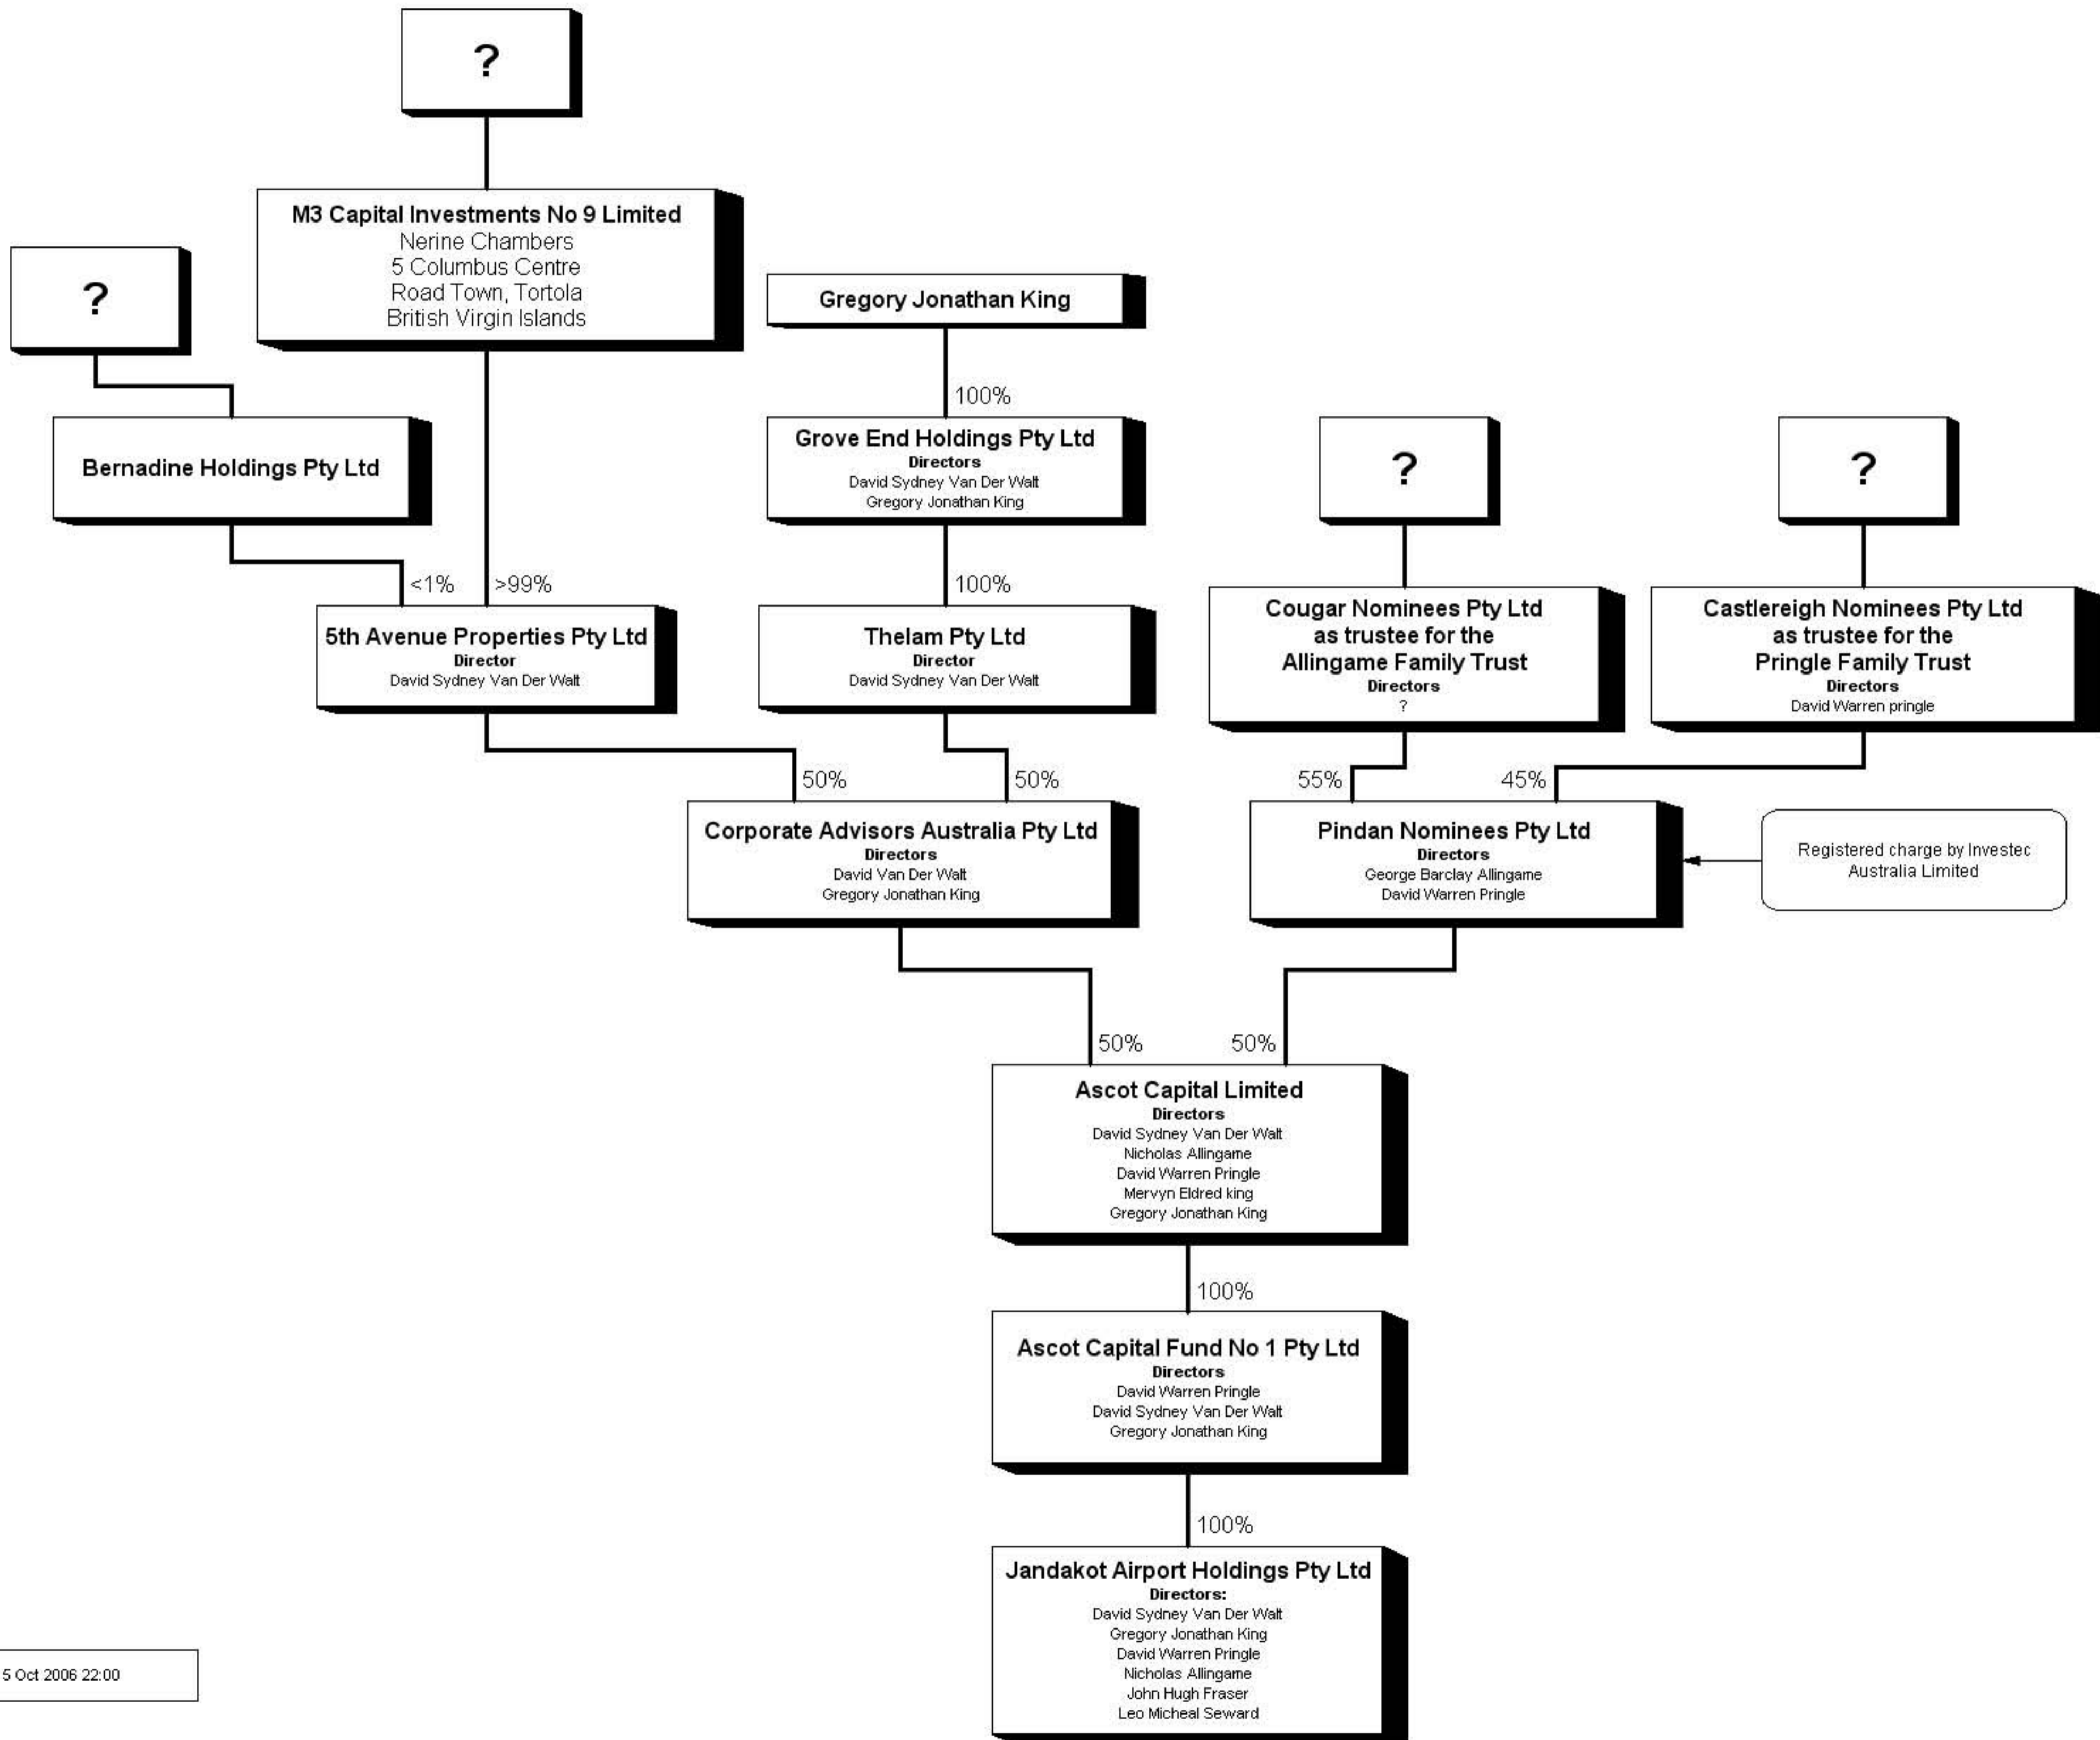 ?
M3 Capital Investments No 9 Limited
Nerine Chambers
5 Columbus Centre
Road Town, Tortola
British Virgin Islands
?
Gregory Jonathan King
100%
Bernadine Holdings Pty Ltd
Grove End Holdings Pty Ltd
Directors
David Sydney Van Der Walt
Gregory Jonathan King
?
?
<1%
>99%
100%
5th Avenue Properties Pty Ltd
Director
David Sydney Van Der Walt
Thelam Pty Ltd
Director
David Sydney Van Der Walt
Cougar Nominees Pty Ltd
as trustee for the
Allingame Family Trust
Directors
?
Castlereigh Nominees Pty Ltd
as trustee for the
Pringle Family Trust
Directors
David Warren pringle
50%
50%
55%
45%
Corporate Advisors Australia Pty Ltd
Directors
David Van Der Walt
Gregory Jonathan King
Pindan Nominees Pty Ltd
Directors
George Barclay Allingame
David Warren Pringle
Registered charge by Investec
Australia Limited
50%
50%
Ascot Capital Limited
Directors
David Sydney Van Der Walt
Nicholas Allingame
David Warren Pringle
Mervyn Eldred king
Gregory Jonathan King
100%
Ascot Capital Fund No 1 Pty Ltd
Directors
David Warren Pringle
David Sydney Van Der Walt
Gregory Jonathan King
100%
Jandakot Airport Holdings Pty Ltd
Directors:
David Sydney Van Der Walt
Gregory Jonathan King
David Warren Pringle
Nicholas Allingame
John Hugh Fraser
Leo Micheal Seward
5 Oct 2006 22:00